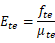 E_te = f_te / μ_te